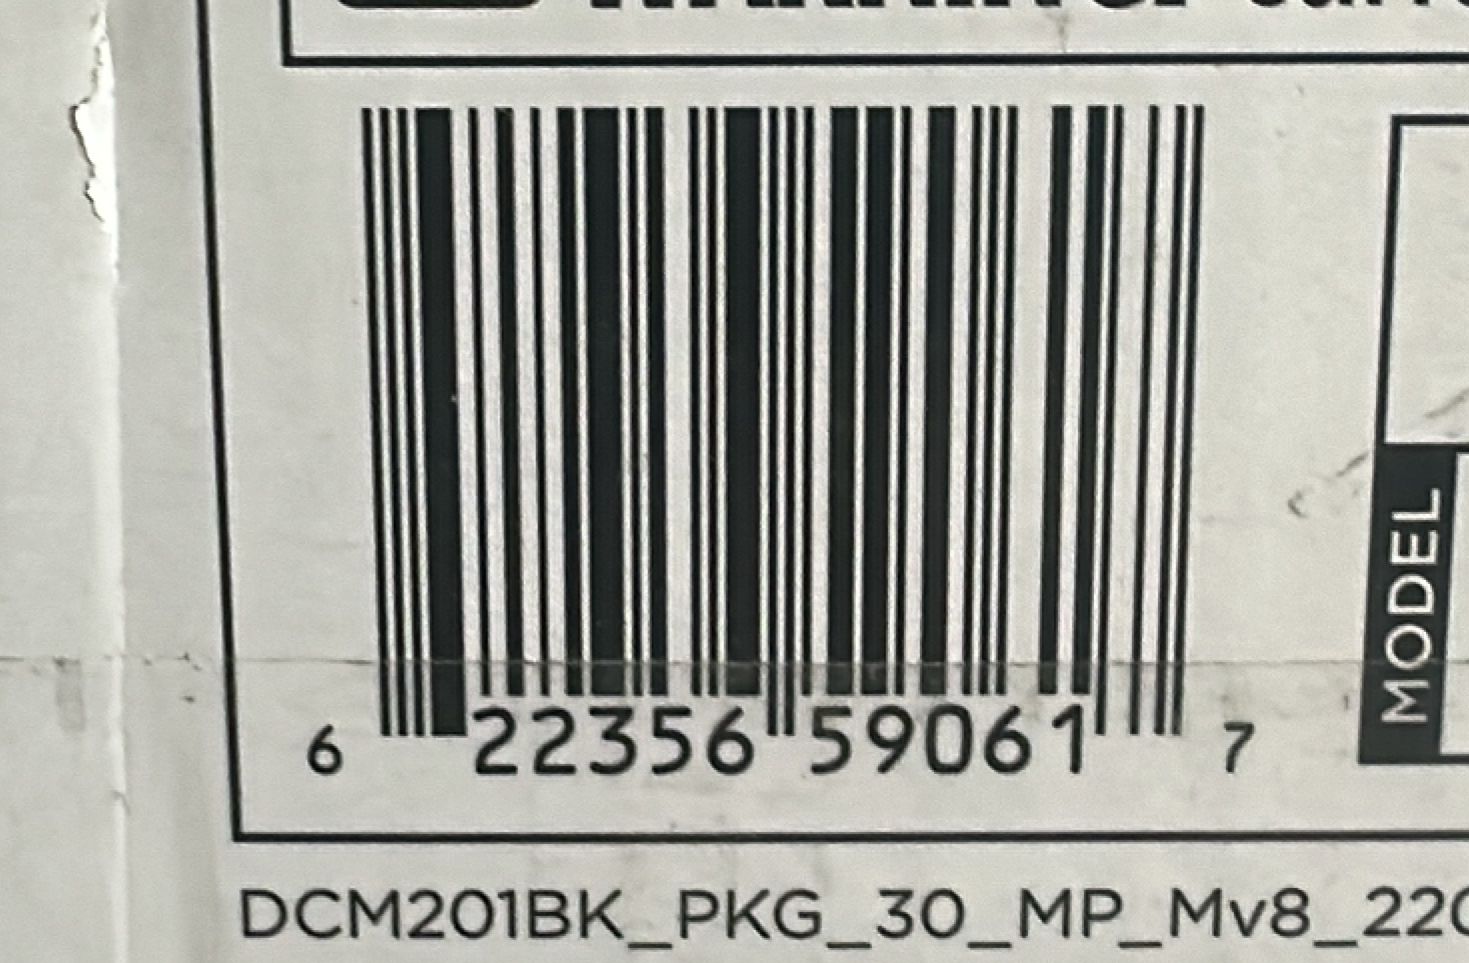 6 22356 59061 7
MODEL
DCM201BK_PKG_30_MP_Mv8_22